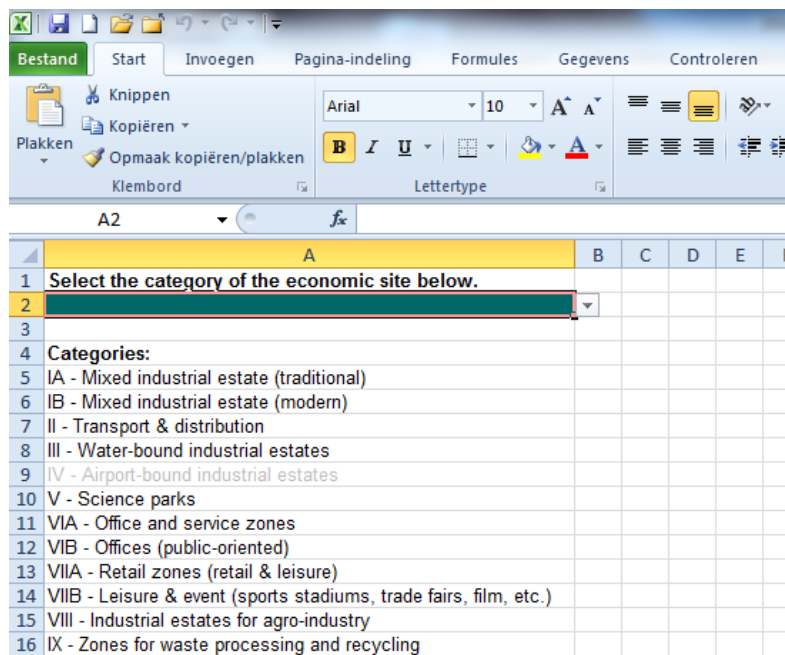 Bestand Start Invoegen Pagina-indeling Formules Gegevens Controleren
Knippen
Kopiëren
Opmaak kopiëren/plakken
Plakken
Klembord
Arial 10 A A
B I U A
Lettertype
A2 fx
A B C D E
1 Select the category of the economic site below.
2
3
4 Categories:
5 IA - Mixed industrial estate (traditional)
6 IB - Mixed industrial estate (modern)
7 II - Transport & distribution
8 III - Water-bound industrial estates
9 IV - Airport-bound industrial estates
10 V - Science parks
11 VIA - Office and service zones
12 VIB - Offices (public-oriented)
13 VIIA - Retail zones (retail & leisure)
14 VIIB - Leisure & event (sports stadiums, trade fairs, film, etc.)
15 VIII - Industrial estates for agro-industry
16 IX - Zones for waste processing and recycling